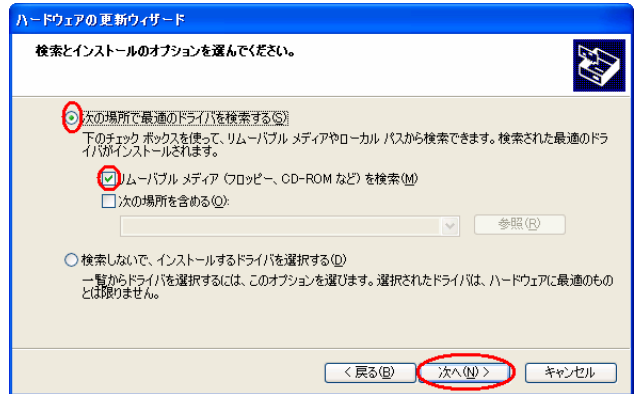 ハードウェアの更新ウィザード
検索とインストールのオプションを選んでください。
次の場所で最適のドライバを検索する(S)
下のチェック ボックスを使って、リムーバブル メディアやローカル パスから検索できます。検索された最適のドラ
イバがインストールされます。
リムーバブル メディア (フロッピー、CD-ROM など) を検索(M)
次の場所を含める(O):
参照(R)
検索しないで、インストールするドライバを選択する(D)
一覧からドライバを選択するには、このオプションを選びます。選択されたドライバは、ハードウェアに最適のもの
とは限りません。
< 戻る(B) 次へ(N) > キャンセル